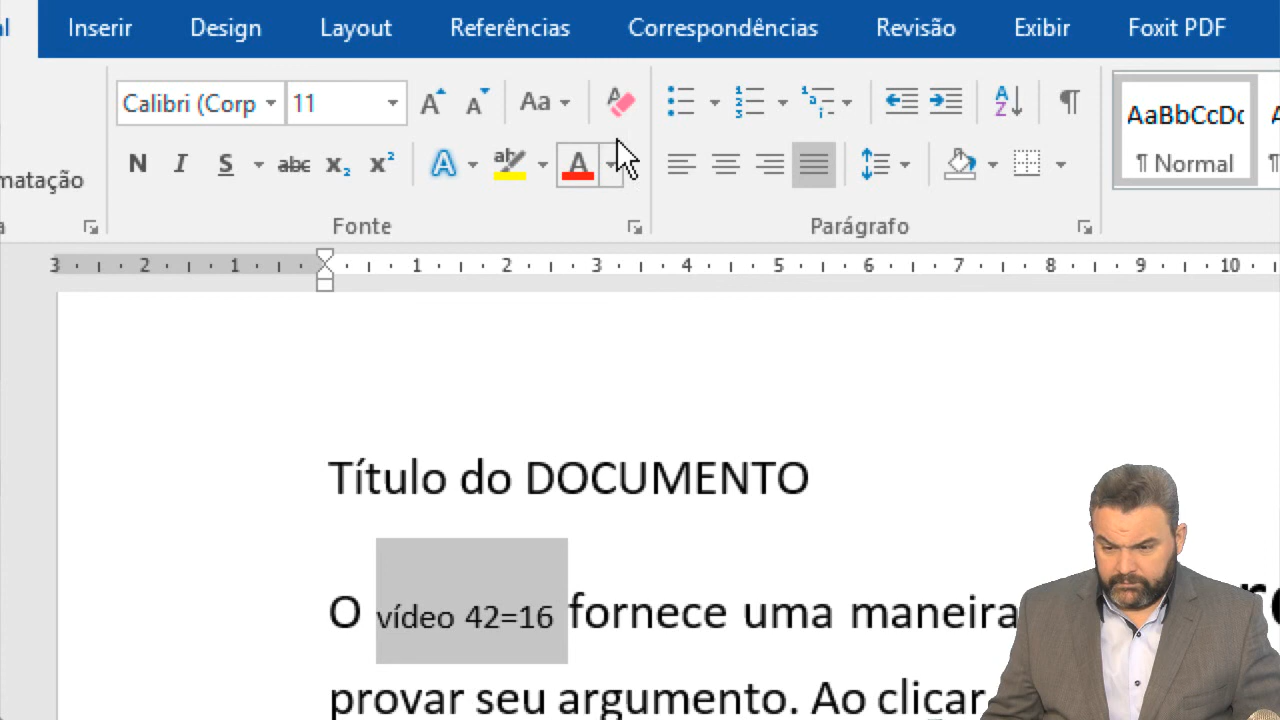 Inserir Design Layout Referências Correspondências Revisão Exibir Foxit PDF
Calibri (Corp 11 Aa
AaBbCcDc
N I S abc x₂ x² A aby A
¶ Normal
matação
Fonte Parágrafo
3 2 1 1 2 3 4 5 6 7 8 9 10
Título do DOCUMENTO
O vídeo 42=16 fornece uma maneira
provar seu argumento. Ao clicar